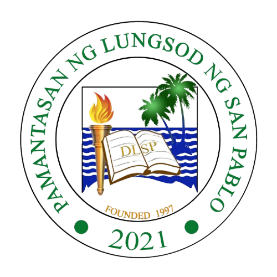 PAMANTASAN NG LUNGSOD NG SAN PABLO
DLSP
FOUNDED 1997
2021